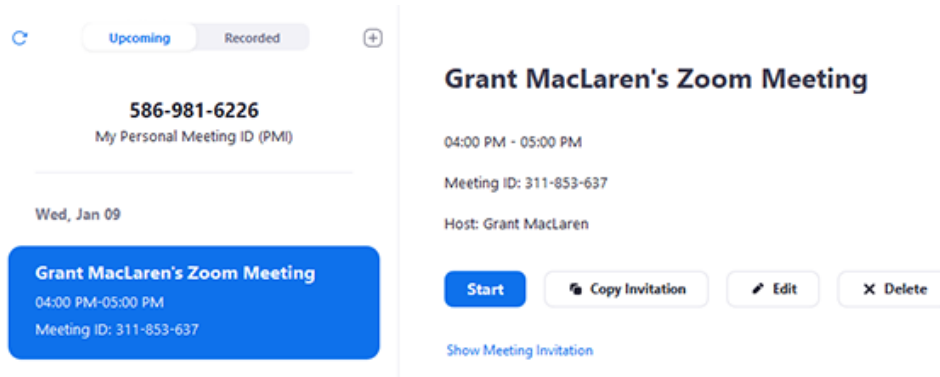 Upcoming
Recorded
586-981-6226
My Personal Meeting ID (PMI)
Wed, Jan 09
Grant MacLaren's Zoom Meeting
04:00 PM-05:00 PM
Meeting ID: 311-853-637
Grant MacLaren's Zoom Meeting
04:00 PM - 05:00 PM
Meeting ID: 311-853-637
Host: Grant MacLaren
Start
Copy Invitation
Edit
Delete
Show Meeting Invitation